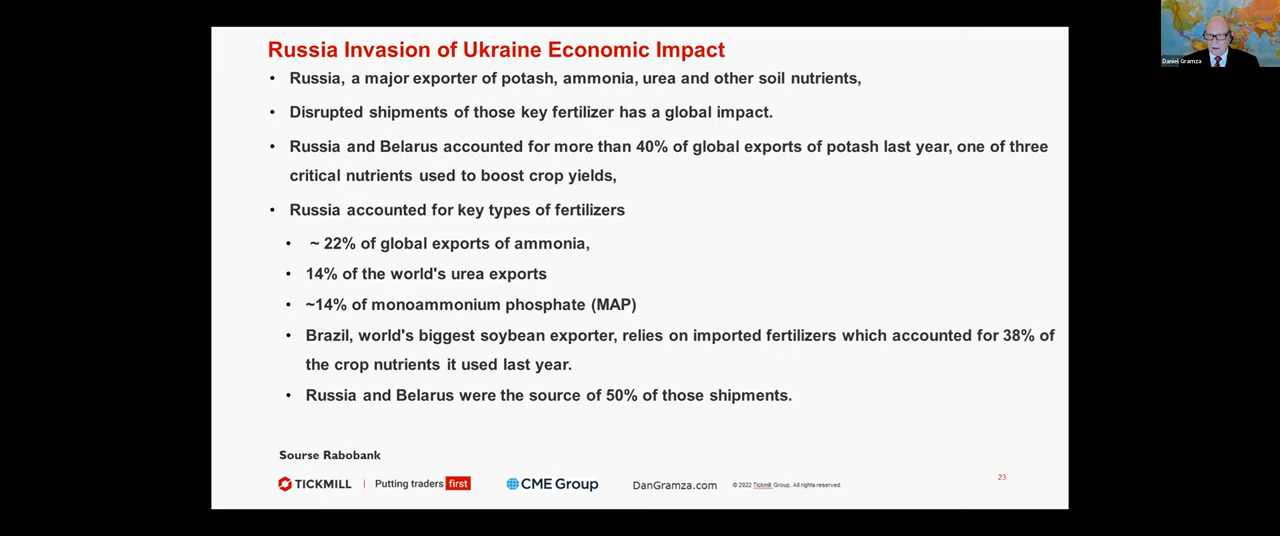 Russia Invasion of Ukraine Economic Impact
• Russia, a major exporter of potash, ammonia, urea and other soil nutrients,
• Disrupted shipments of those key fertilizer has a global impact.
• Russia and Belarus accounted for more than 40% of global exports of potash last year, one of three
critical nutrients used to boost crop yields,
• Russia accounted for key types of fertilizers
• ~ 22% of global exports of ammonia,
• 14% of the world's urea exports
• ~14% of monoammonium phosphate (MAP)
• Brazil, world's biggest soybean exporter, relies on imported fertilizers which accounted for 38% of
the crop nutrients it used last year.
• Russia and Belarus were the source of 50% of those shipments.
Sourse Rabobank
TICKMILL | Putting traders first CME Group DanGramza.com © 2022 Tickmill Group. All rights reserved.
23
Daniel Gramza